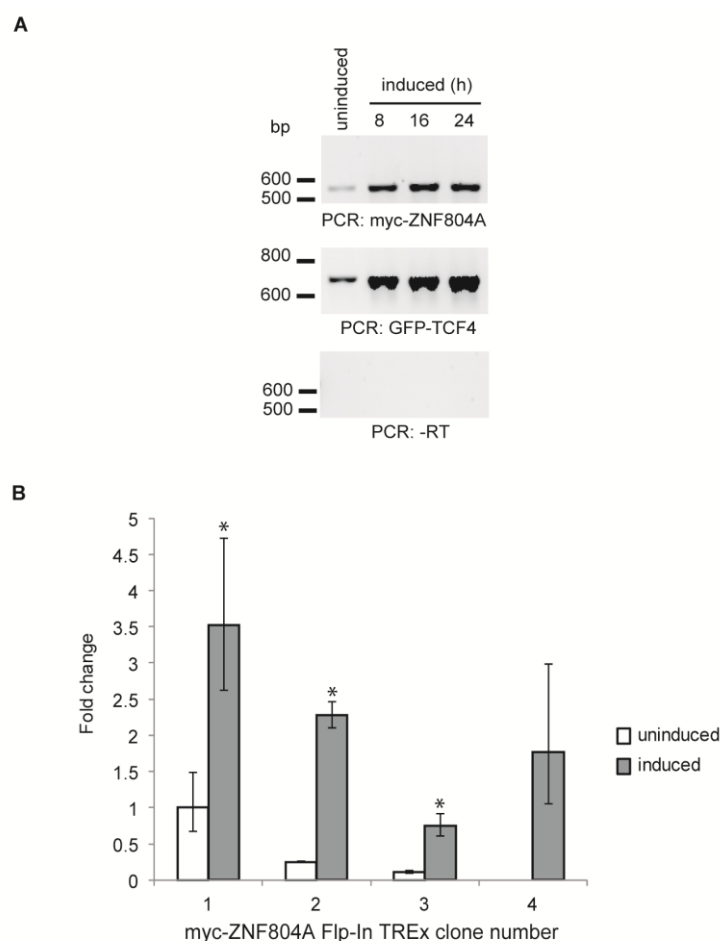 A
uninduced
induced (h)
8 16 24
bp
600
500
PCR: myc-ZNF804A
800
600
PCR: GFP-TCF4
600
500
PCR: -RT
B
5
4.5
4
3.5
3
2.5
2
1.5
1
0.5
0
Fold change
*
*
*
1 2 3 4
myc-ZNF804A Flp-In TREx clone number
uninduced
induced